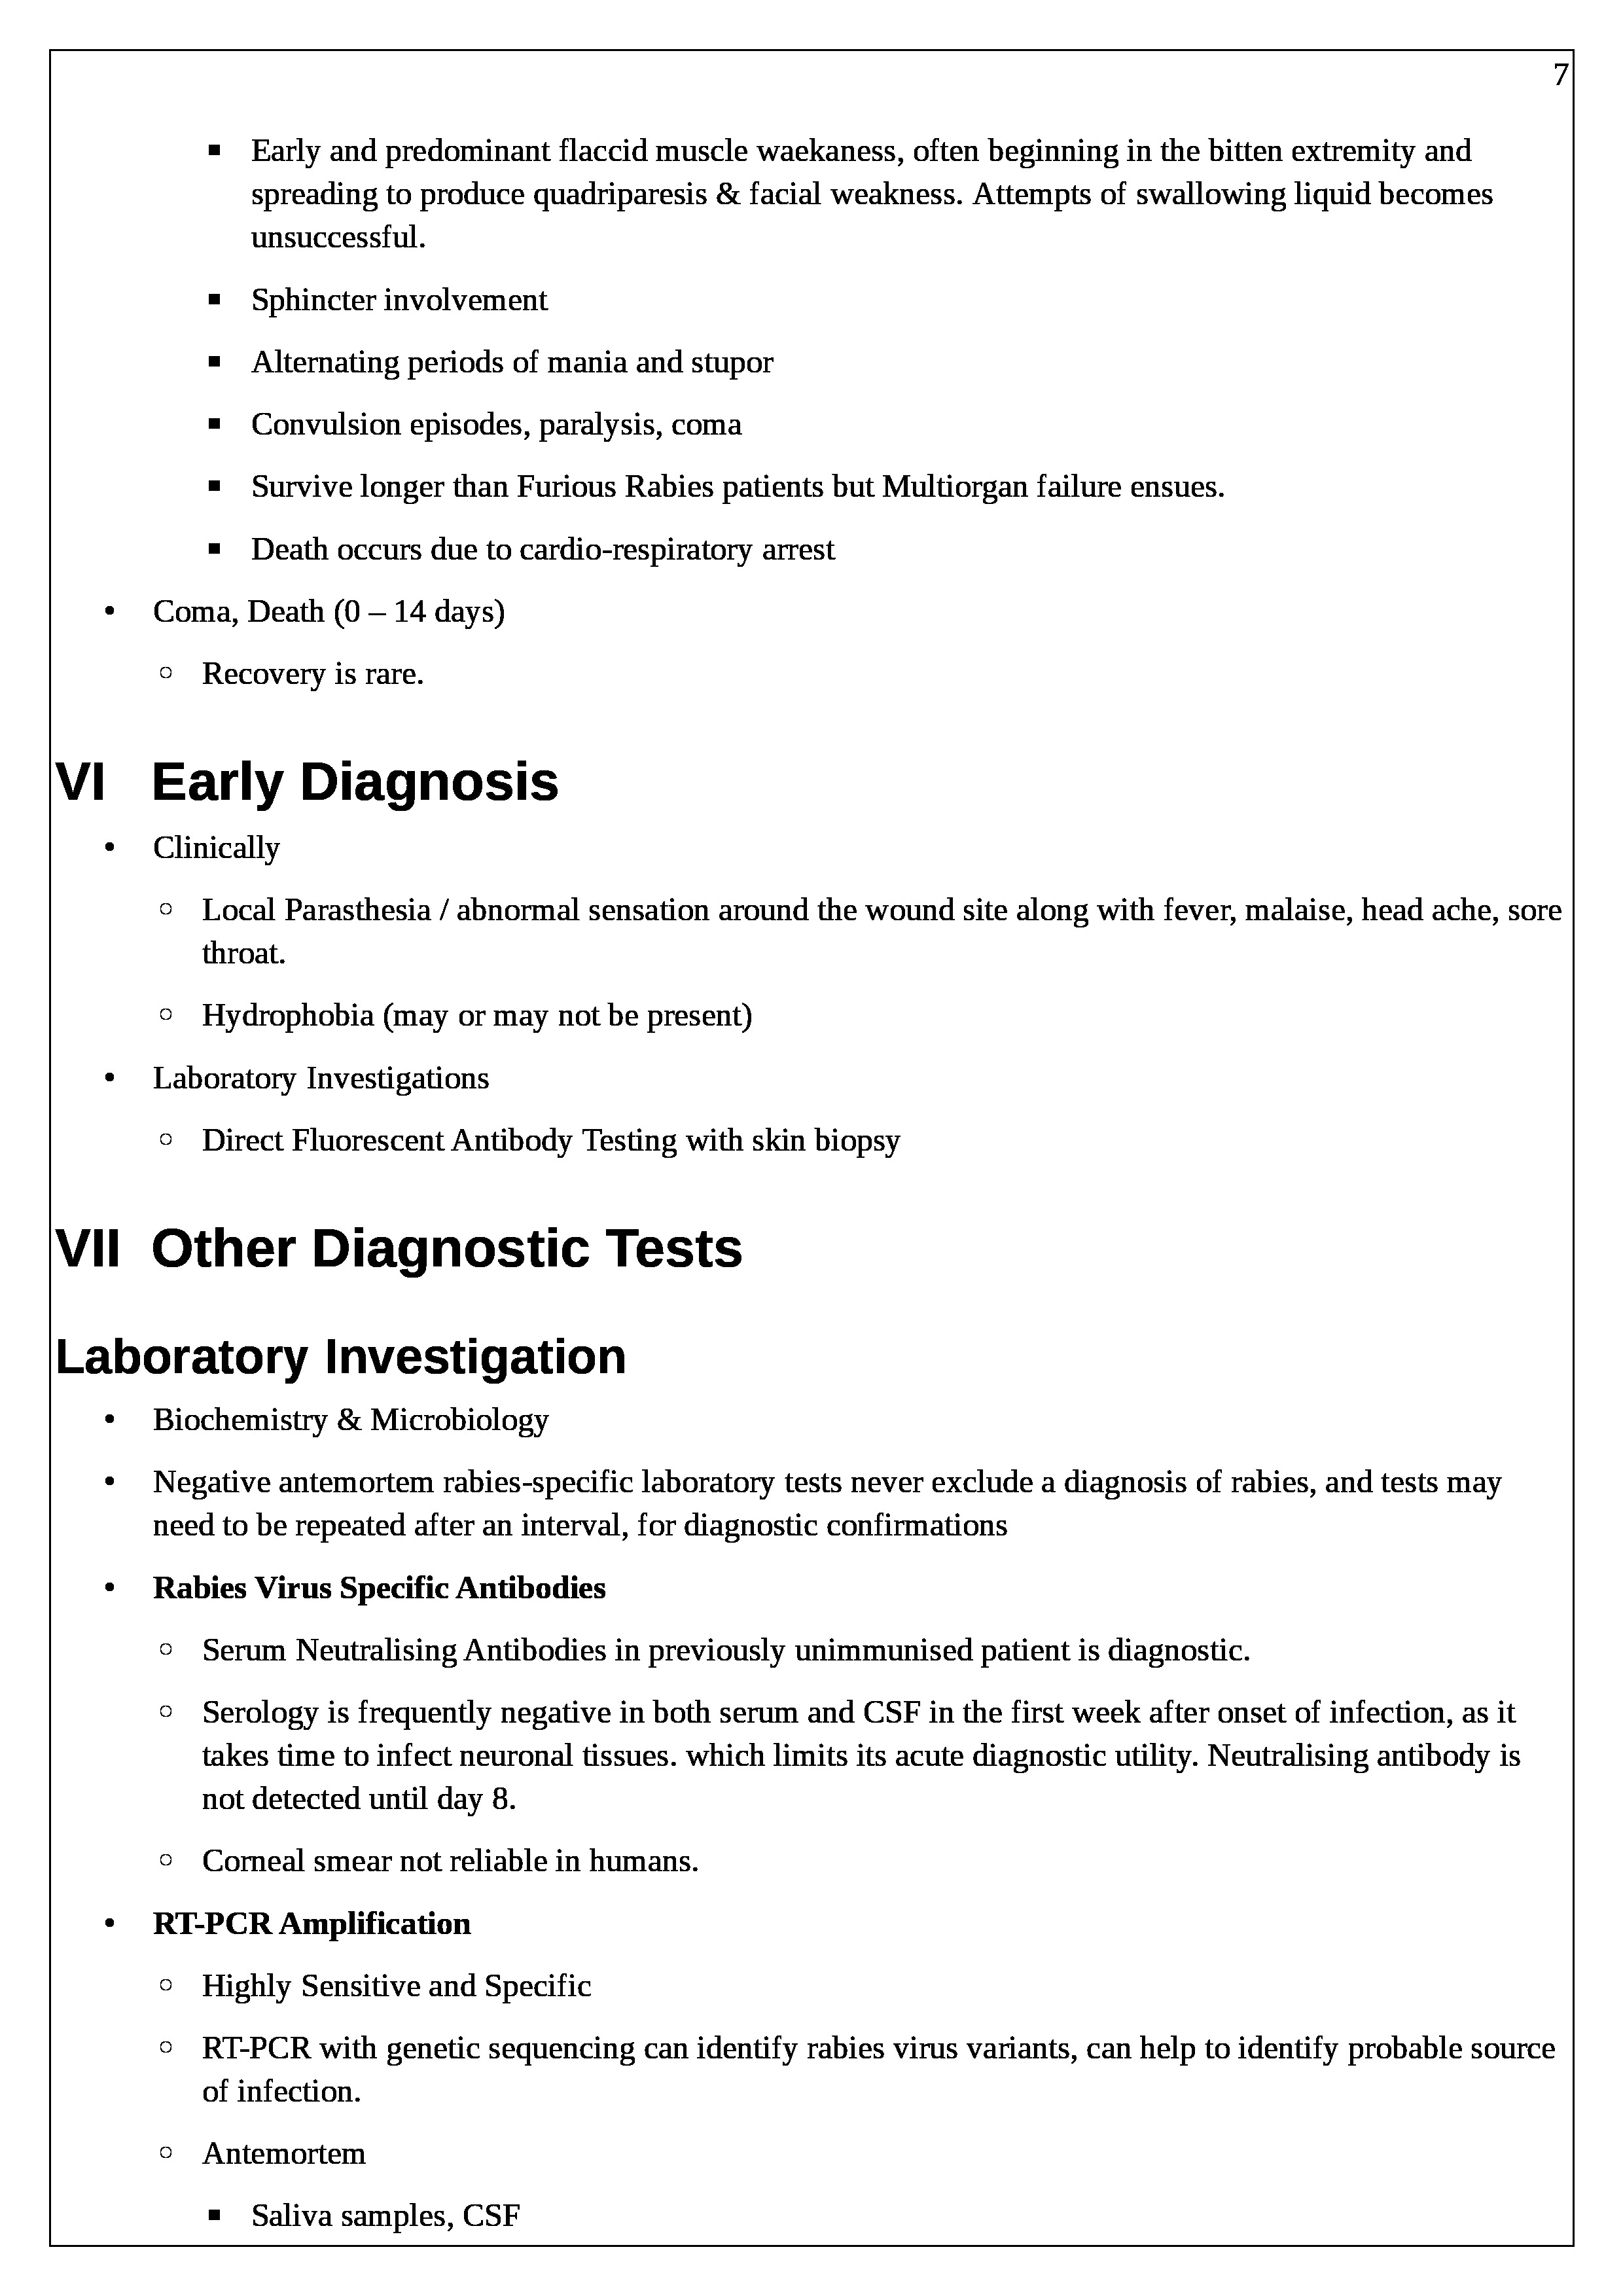 7
▪ Early and predominant flaccid muscle waekaness, often beginning in the bitten extremity and
spreading to produce quadriparesis & facial weakness. Attempts of swallowing liquid becomes
unsuccessful.
▪ Sphincter involvement
▪ Alternating periods of mania and stupor
▪ Convulsion episodes, paralysis, coma
▪ Survive longer than Furious Rabies patients but Multiorgan failure ensues.
▪ Death occurs due to cardio-respiratory arrest
• Coma, Death (0 – 14 days)
◦ Recovery is rare.
VI Early Diagnosis
• Clinically
◦ Local Parasthesia / abnormal sensation around the wound site along with fever, malaise, head ache, sore
throat.
◦ Hydrophobia (may or may not be present)
• Laboratory Investigations
◦ Direct Fluorescent Antibody Testing with skin biopsy
VII Other Diagnostic Tests
Laboratory Investigation
• Biochemistry & Microbiology
• Negative antemortem rabies-specific laboratory tests never exclude a diagnosis of rabies, and tests may
need to be repeated after an interval, for diagnostic confirmations
• Rabies Virus Specific Antibodies
◦ Serum Neutralising Antibodies in previously unimmunised patient is diagnostic.
◦ Serology is frequently negative in both serum and CSF in the first week after onset of infection, as it
takes time to infect neuronal tissues. which limits its acute diagnostic utility. Neutralising antibody is
not detected until day 8.
◦ Corneal smear not reliable in humans.
• RT-PCR Amplification
◦ Highly Sensitive and Specific
◦ RT-PCR with genetic sequencing can identify rabies virus variants, can help to identify probable source
of infection.
◦ Antemortem
▪ Saliva samples, CSF